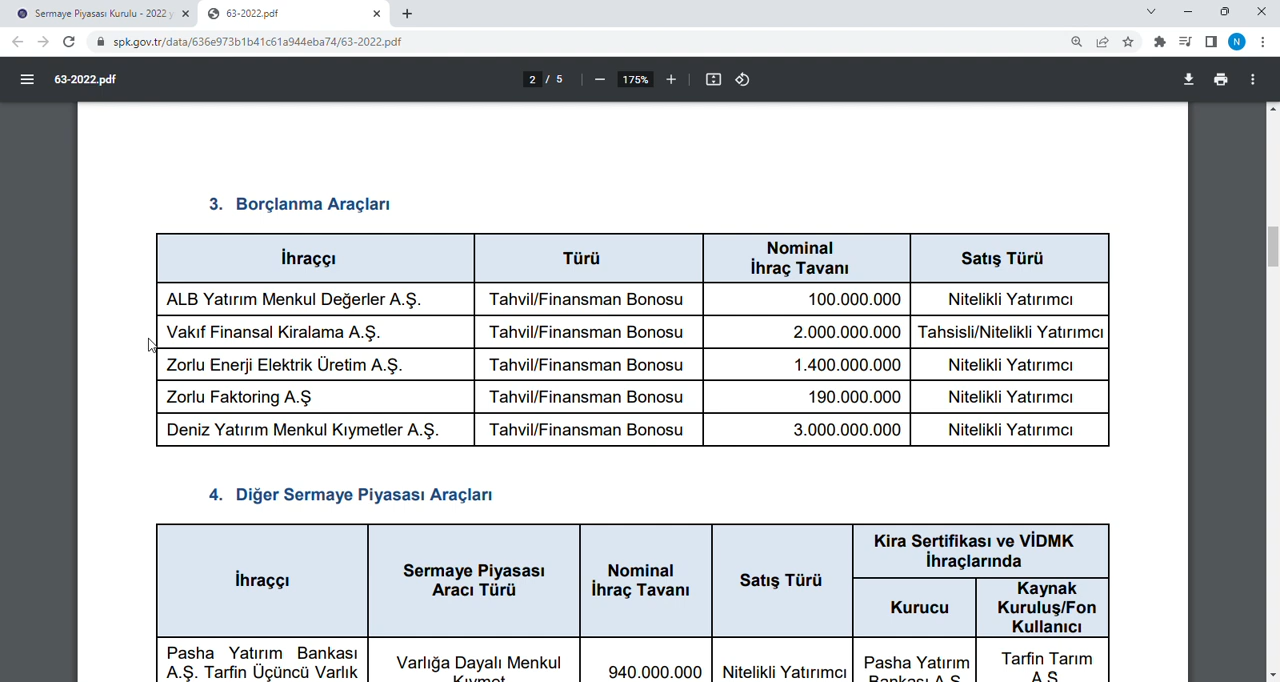 Sermaye Piyasası Kurulu - 2022 y
63-2022.pdf
spk.gov.tr/data/636e973b1b41c61a944eba74/63-2022.pdf
N
63-2022.pdf
2 / 5
175%
3. Borçlanma Araçları
İhraççı
Türü
Nominal
İhraç Tavanı
Satış Türü
ALB Yatırım Menkul Değerler A.Ş.
Tahvil/Finansman Bonosu
100.000.000
Nitelikli Yatırımcı
Vakıf Finansal Kiralama A.Ş.
Tahvil/Finansman Bonosu
2.000.000.000
Tahsisli/Nitelikli Yatırımcı
Zorlu Enerji Elektrik Üretim A.Ş.
Tahvil/Finansman Bonosu
1.400.000.000
Nitelikli Yatırımcı
Zorlu Faktoring A.Ş
Tahvil/Finansman Bonosu
190.000.000
Nitelikli Yatırımcı
Deniz Yatırım Menkul Kıymetler A.Ş.
Tahvil/Finansman Bonosu
3.000.000.000
Nitelikli Yatırımcı
4. Diğer Sermaye Piyasası Araçları
İhraççı
Sermaye Piyasası
Aracı Türü
Nominal
İhraç Tavanı
Satış Türü
Kira Sertifikası ve VİDMK
İhraçlarında
Kurucu
Kaynak
Kuruluş/Fon
Kullanıcı
Pasha Yatırım Bankası
A.Ş. Tarfin Üçüncü Varlık
Varlığa Dayalı Menkul
Kıymet
940.000.000
Nitelikli Yatırımcı
Pasha Yatırım
Bankası A.Ş.
Tarfin Tarım
A.Ş.